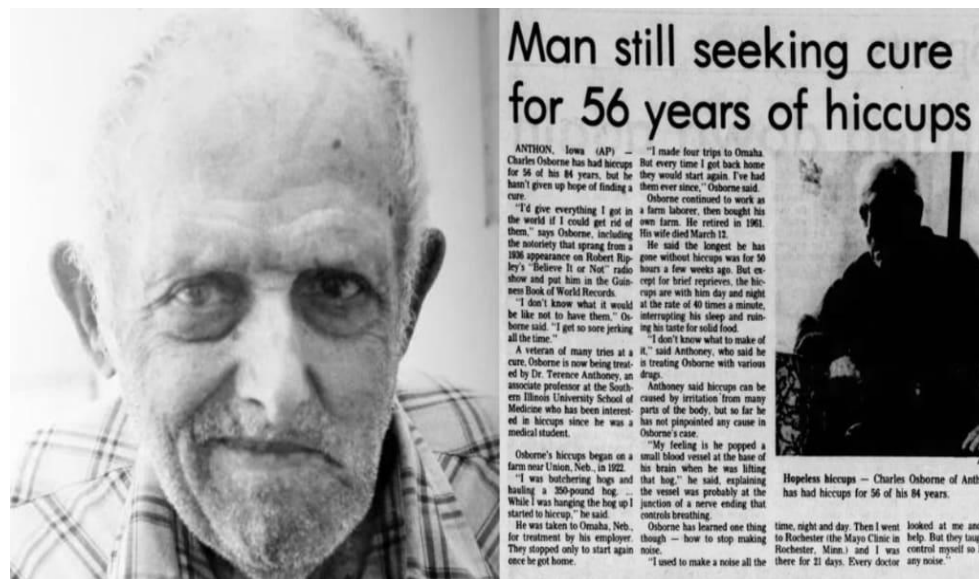 Man still seeking cure
for 56 years of hiccups
ANTHON, Iowa (AP) —
Charles Osborne has had hiccups
for 56 of his 84 years, but he
hasn't given up hope of finding a
cure.
"I'd give everything I got in
the world if I could get rid of
them," says Osborne, including
the notoriety that sprang from a
1936 appearance on Robert Rip-
ley's "Believe It or Not" radio
show and put him in the Guin-
ness Book of World Records.
"I don't know what it would
be like not to have them," Os-
borne said. "I get so sore jerking
all the time."
A veteran of many tries at a
cure, Osborne is now being treat-
ed by Dr. Terence Anthoney, an
associate professor at the South-
ern Illinois University School of
Medicine who has been interest-
ed in hiccups since he was a
medical student.
Osborne's hiccups began on a
farm near Union, Neb., in 1922.
"I was butchering hogs and
hauling a 350-pound hog. ...
While I was hanging the hog up I
started to hiccup," he said.
He was taken to Omaha, Neb.,
for treatment by his employer.
They stopped only to start again
once he got home.
"I made four trips to Omaha.
But every time I got back home
they would start again. I've had
them ever since," Osborne said.
Osborne continued to work as
a farm laborer, then bought his
own farm. He retired in 1961.
His wife died March 12.
He said the longest he has
gone without hiccups was for 50
hours a few weeks ago. But ex-
cept for brief reprieves, the hic-
cups are with him day and night
at the rate of 40 times a minute,
interrupting his sleep and ruin-
ing his taste for solid food.
"I don't know what to make of
it," said Anthoney, who said he
is treating Osborne with various
drugs.
Anthoney said hiccups can be
caused by irritation from many
parts of the body, but so far he
has not pinpointed any cause in
Osborne's case.
"My feeling is he popped a
small blood vessel at the base of
his brain when he was lifting
that hog," he said, explaining
the vessel was probably at the
junction of a nerve ending that
controls breathing.
Osborne has learned one thing
though — how to stop making
noise.
"I used to make a noise all the
Hopeless hiccups — Charles Osborne of Anth
has had hiccups for 56 of his 84 years.
time, night and day. Then I went
to Rochester (the Mayo Clinic in
Rochester, Minn.) and I was
there for 21 days. Every doctor
looked at me and
help. But they tau
control myself so
any noise."